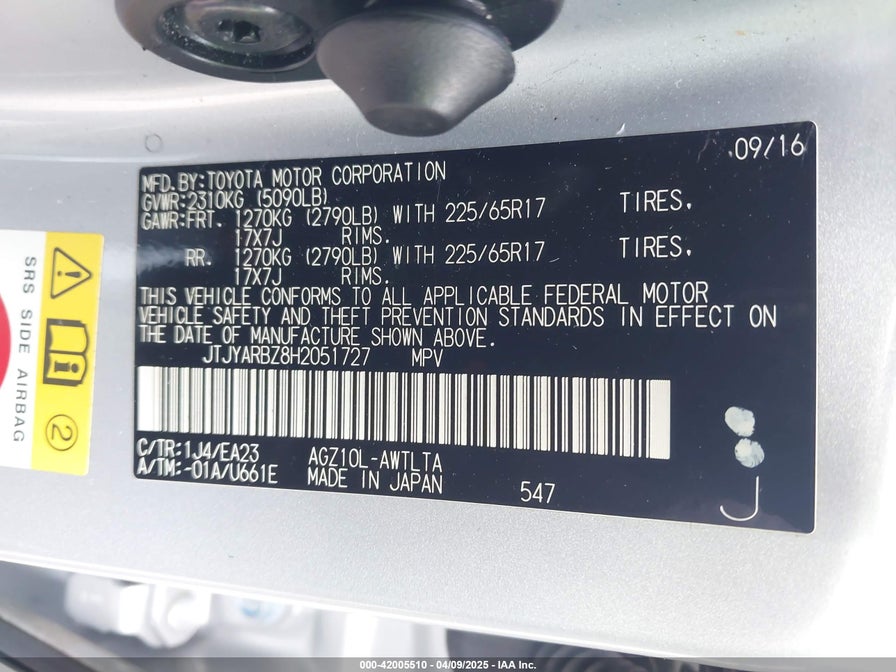 09/16
MFD. BY:TOYOTA MOTOR CORPORATION
GVWR:2310KG (5090LB)
GAWR:FRT. 1270KG (2790LB) WITH 225/65R17 TIRES,
17X7J RIMS.
RR. 1270KG (2790LB) WITH 225/65R17 TIRES,
17X7J RIMS.
THIS VEHICLE CONFORMS TO ALL APPLICABLE FEDERAL MOTOR
VEHICLE SAFETY AND THEFT PREVENTION STANDARDS IN EFFECT ON
THE DATE OF MANUFACTURE SHOWN ABOVE.
JTJYARBZ8H2051727 MPV
C/TR:1J4/EA23 AGZ10L-AWTLTA
A/TM:-01A/U661E MADE IN JAPAN 547
J
SRS SIDE AIRBAG
2
000-42005510 - 04/09/2025 - IAA Inc.